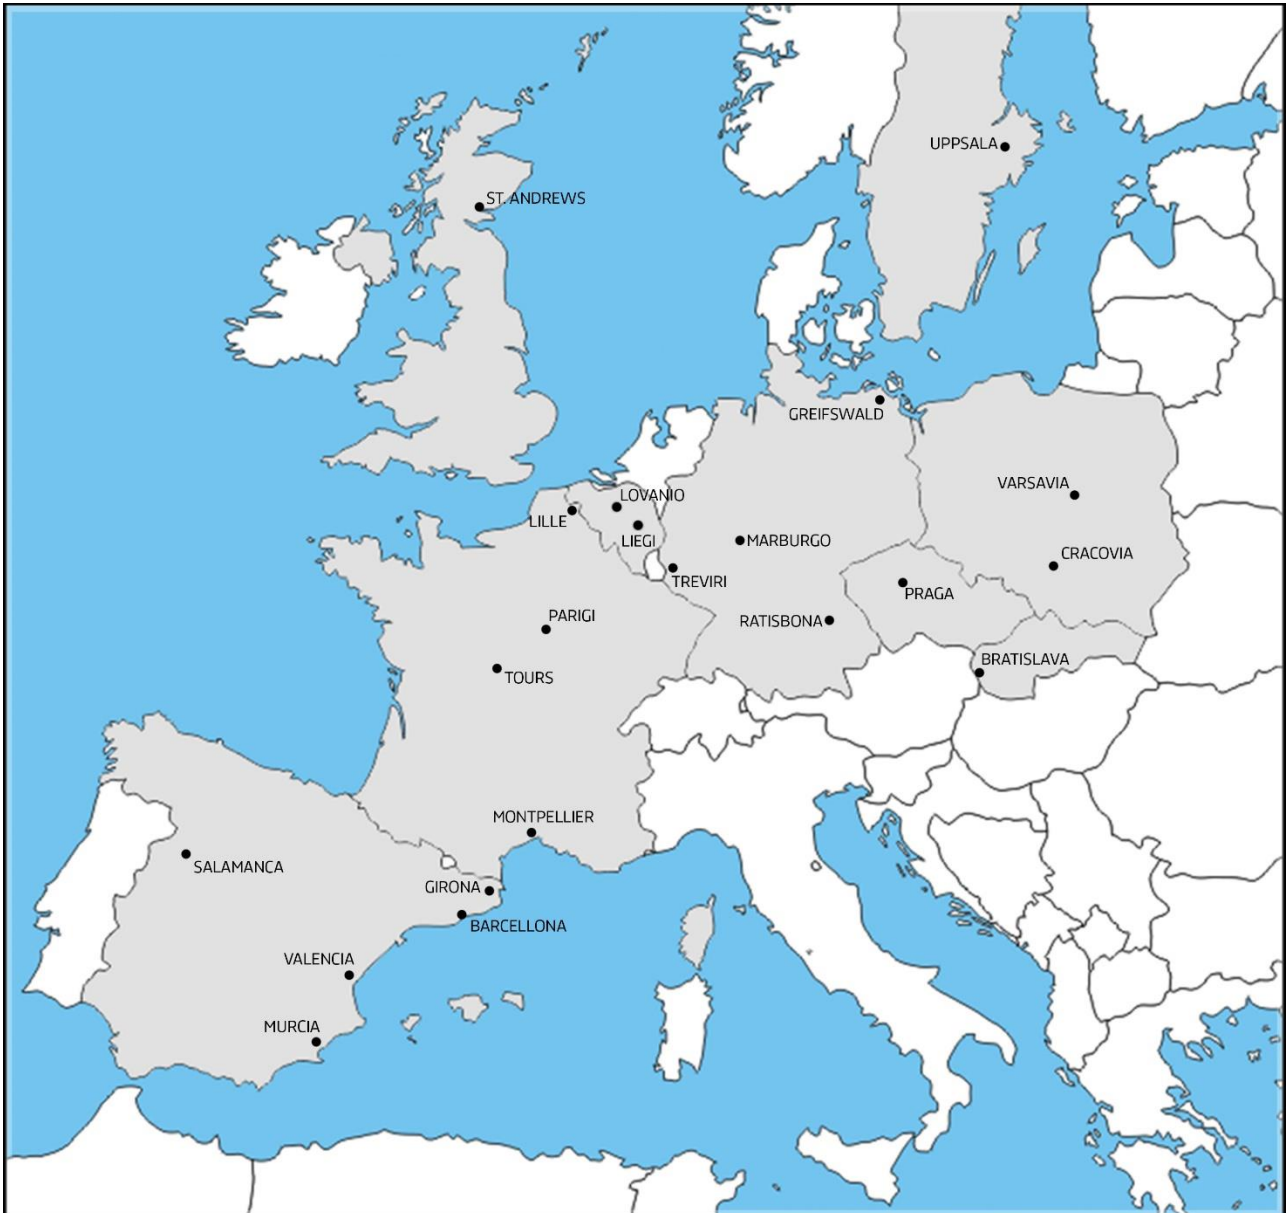 UPPSALA
ST. ANDREWS
GREIFSWALD
VARSAVIA
LOVANIO
LILLE
LIEGI
MARBURGO
CRACOVIA
TREVIRI
PRAGA
PARIGI
RATISBONA
BRATISLAVA
TOURS
MONTPELLIER
SALAMANCA
GIRONA
BARCELLONA
VALENCIA
MURCIA